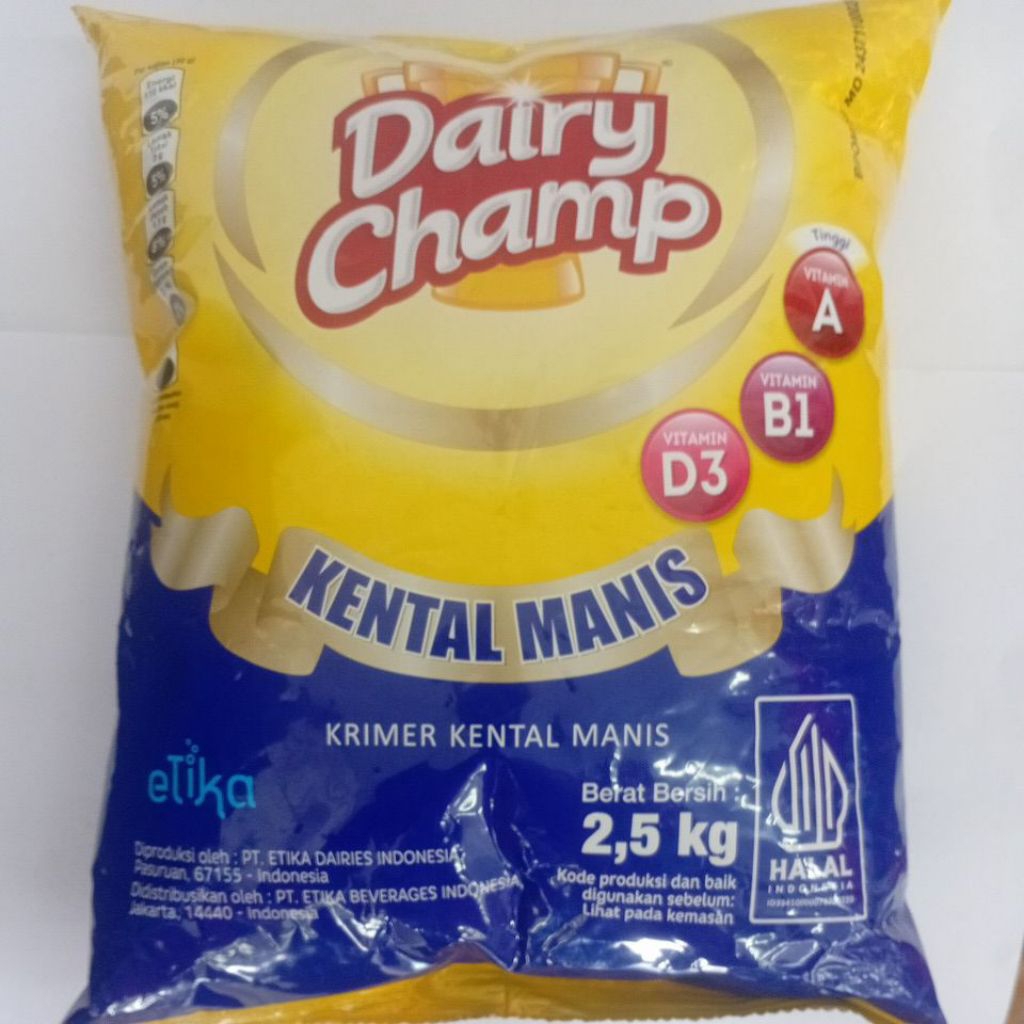 Dairy
Champ
Tinggi
VITAMIN
A
VITAMIN
B1
VITAMIN
D3
KENTAL MANIS
KRIMER KENTAL MANIS
eTika
Berat Bersih :
2,5 kg
Diproduksi oleh : PT. ETIKA DAIRIES INDONESIA
Pasuruan, 67155 - Indonesia
Didistribusikan oleh : PT. ETIKA BEVERAGES INDONESIA
Jakarta, 14440 - Indonesia
Kode produksi dan baik
digunakan sebelum:
Lihat pada kemasan
HALAL
INDONESIA